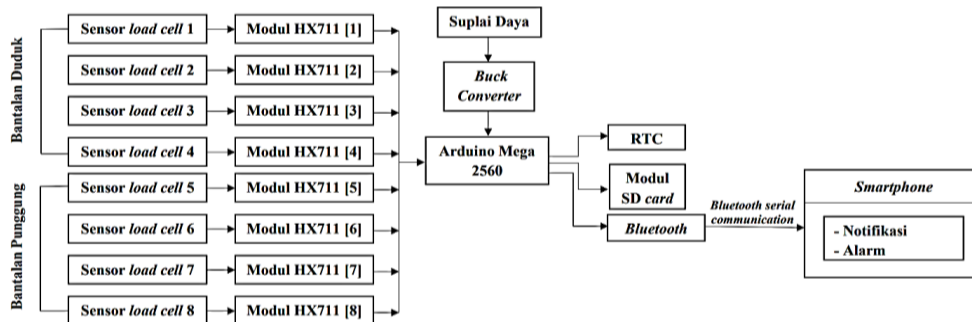 Bantalan Duduk
Sensor load cell 1
Modul HX711 [1]
Sensor load cell 2
Modul HX711 [2]
Sensor load cell 3
Modul HX711 [3]
Sensor load cell 4
Modul HX711 [4]
Bantalan Punggung
Sensor load cell 5
Modul HX711 [5]
Sensor load cell 6
Modul HX711 [6]
Sensor load cell 7
Modul HX711 [7]
Sensor load cell 8
Modul HX711 [8]
Suplai Daya
Buck
Converter
Arduino Mega
2560
RTC
Modul
SD card
Bluetooth
Bluetooth serial
communication
Smartphone
- Notifikasi
- Alarm